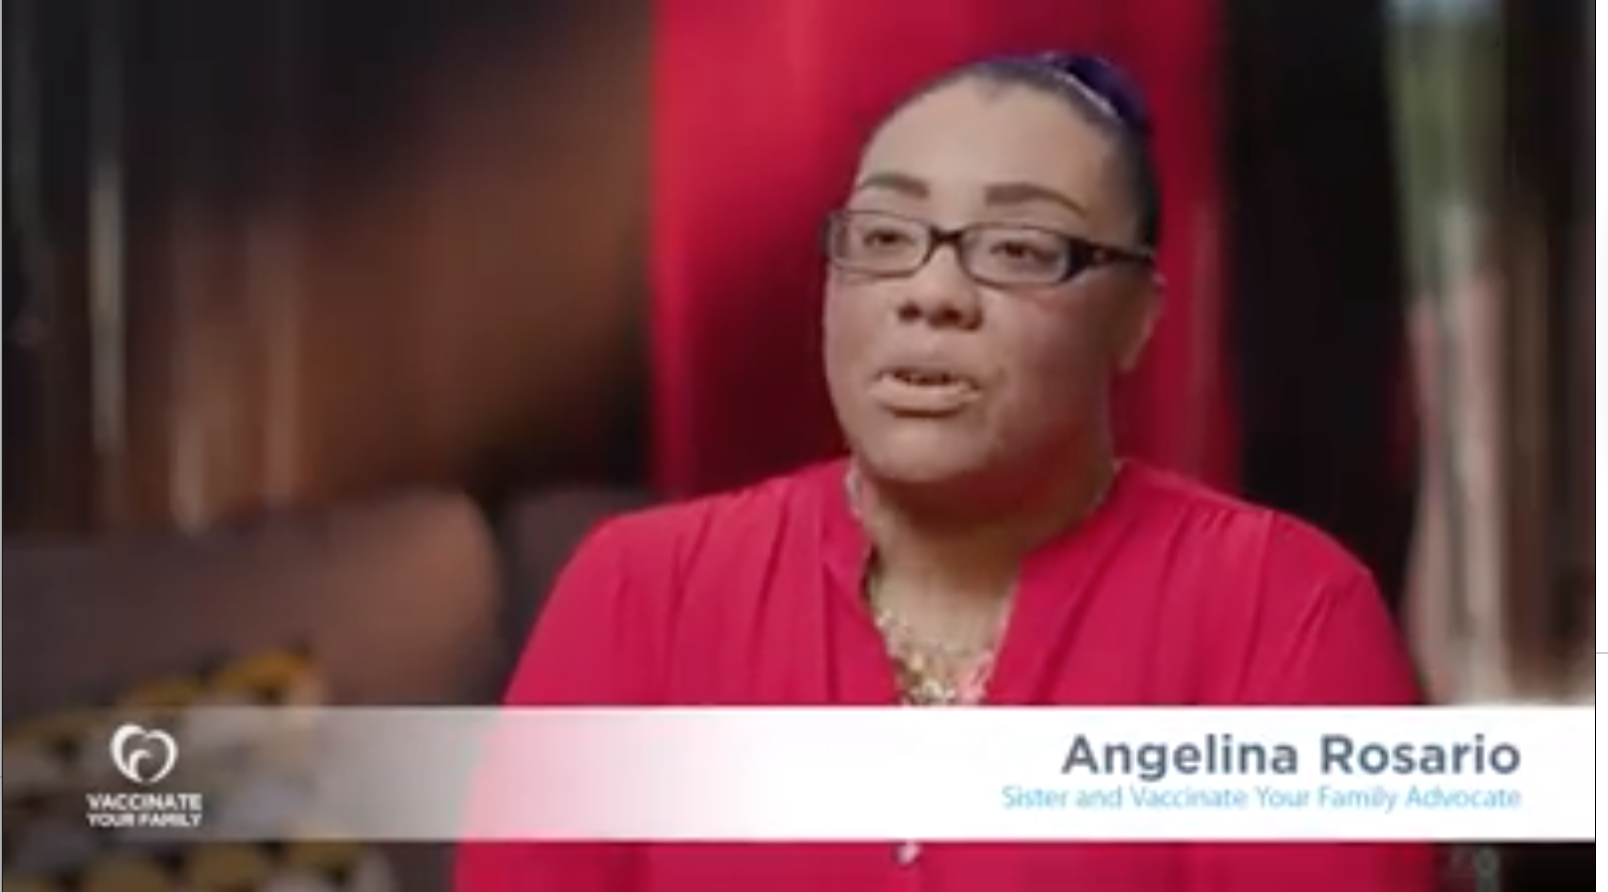 Angelina Rosario
Sister and Vaccinate Your Family Advocate
VACCINATE
YOUR FAMILY